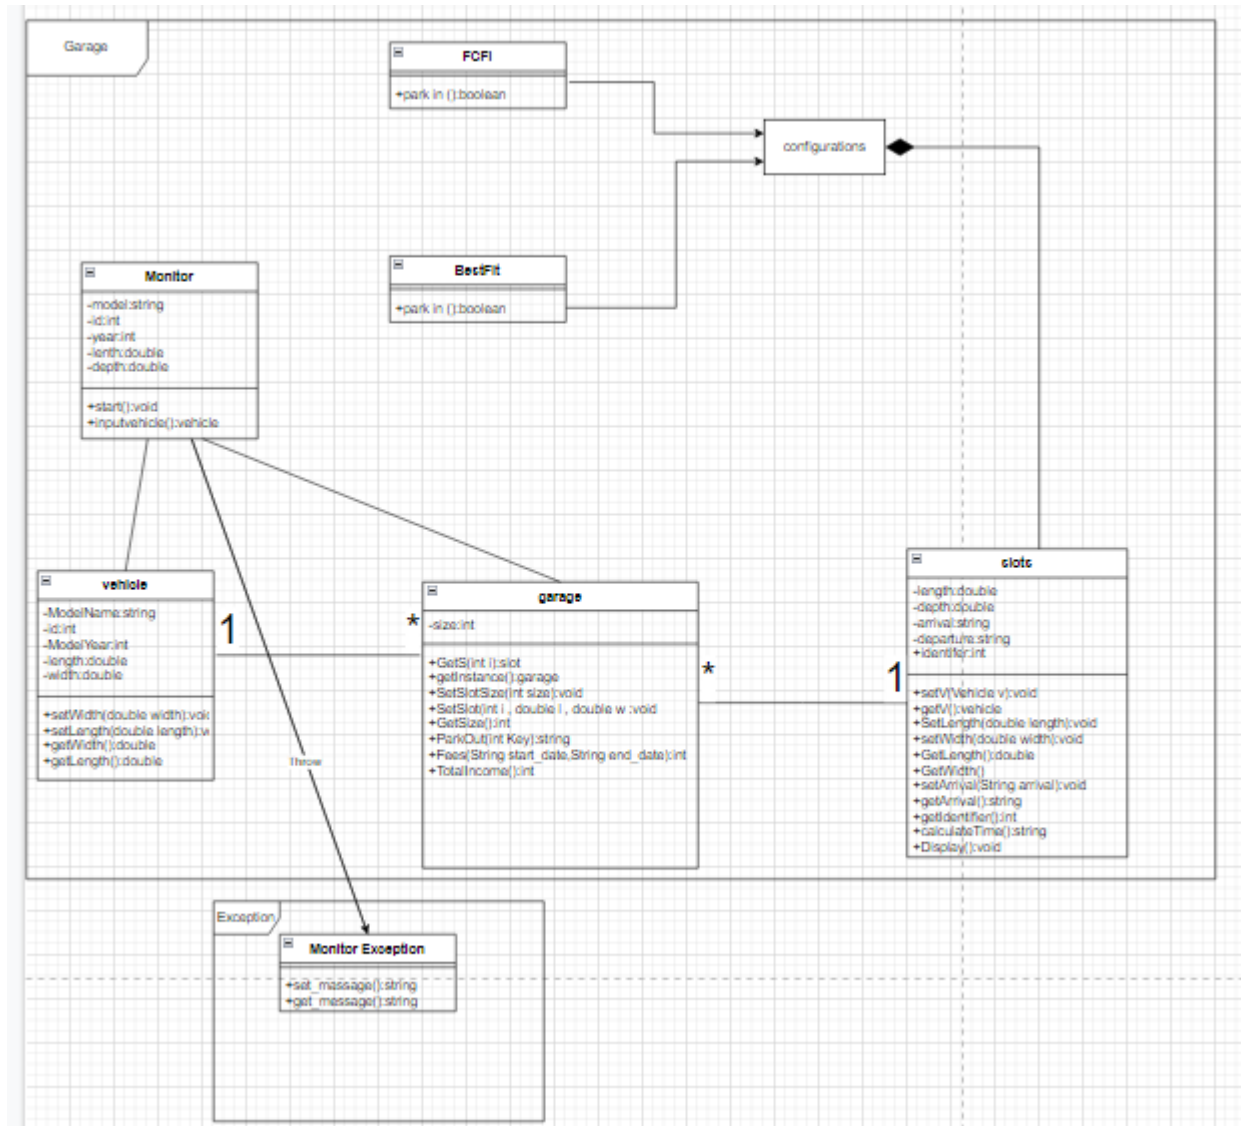 Garage
FCFI
+park in ():boolean
configurations
BestFit
+park in ():boolean
Monitor
-model:string
-id:int
-year:int
-lenth:double
-depth:double
+start():void
+inputvehicle():vehicle
vehicle
-ModelName:string
-id:int
-ModelYear:int
-length:double
-width:double
+setWidth(double width):voic
+setLength(double length):v
+getWidth():double
+getLength():double
1
*
garage
-size:int
+GetS(int i):slot
+getInstance():garage
+SetSlotSize(int size):void
+SetSlot(int i , double l , double w :void
+GetSize():int
+ParkOut(int Key):string
+Fees(String start_date,String end_date):int
+TotalIncome():int
*
1
slots
-length:double
-depth:double
-arrival:string
-departure:string
+identifer:int
+setV(Vehicle v):void
+getV():vehicle
+SetLength(double length):void
+setWidth(double width):void
+GetLength():double
+GetWidth()
+setArrival(String arrival):void
+getArrival():string
+getIdentifier():int
+calculateTime():string
+Display():void
Throw
Exception
Monitor Exception
+set_massage():string
+get_message():string